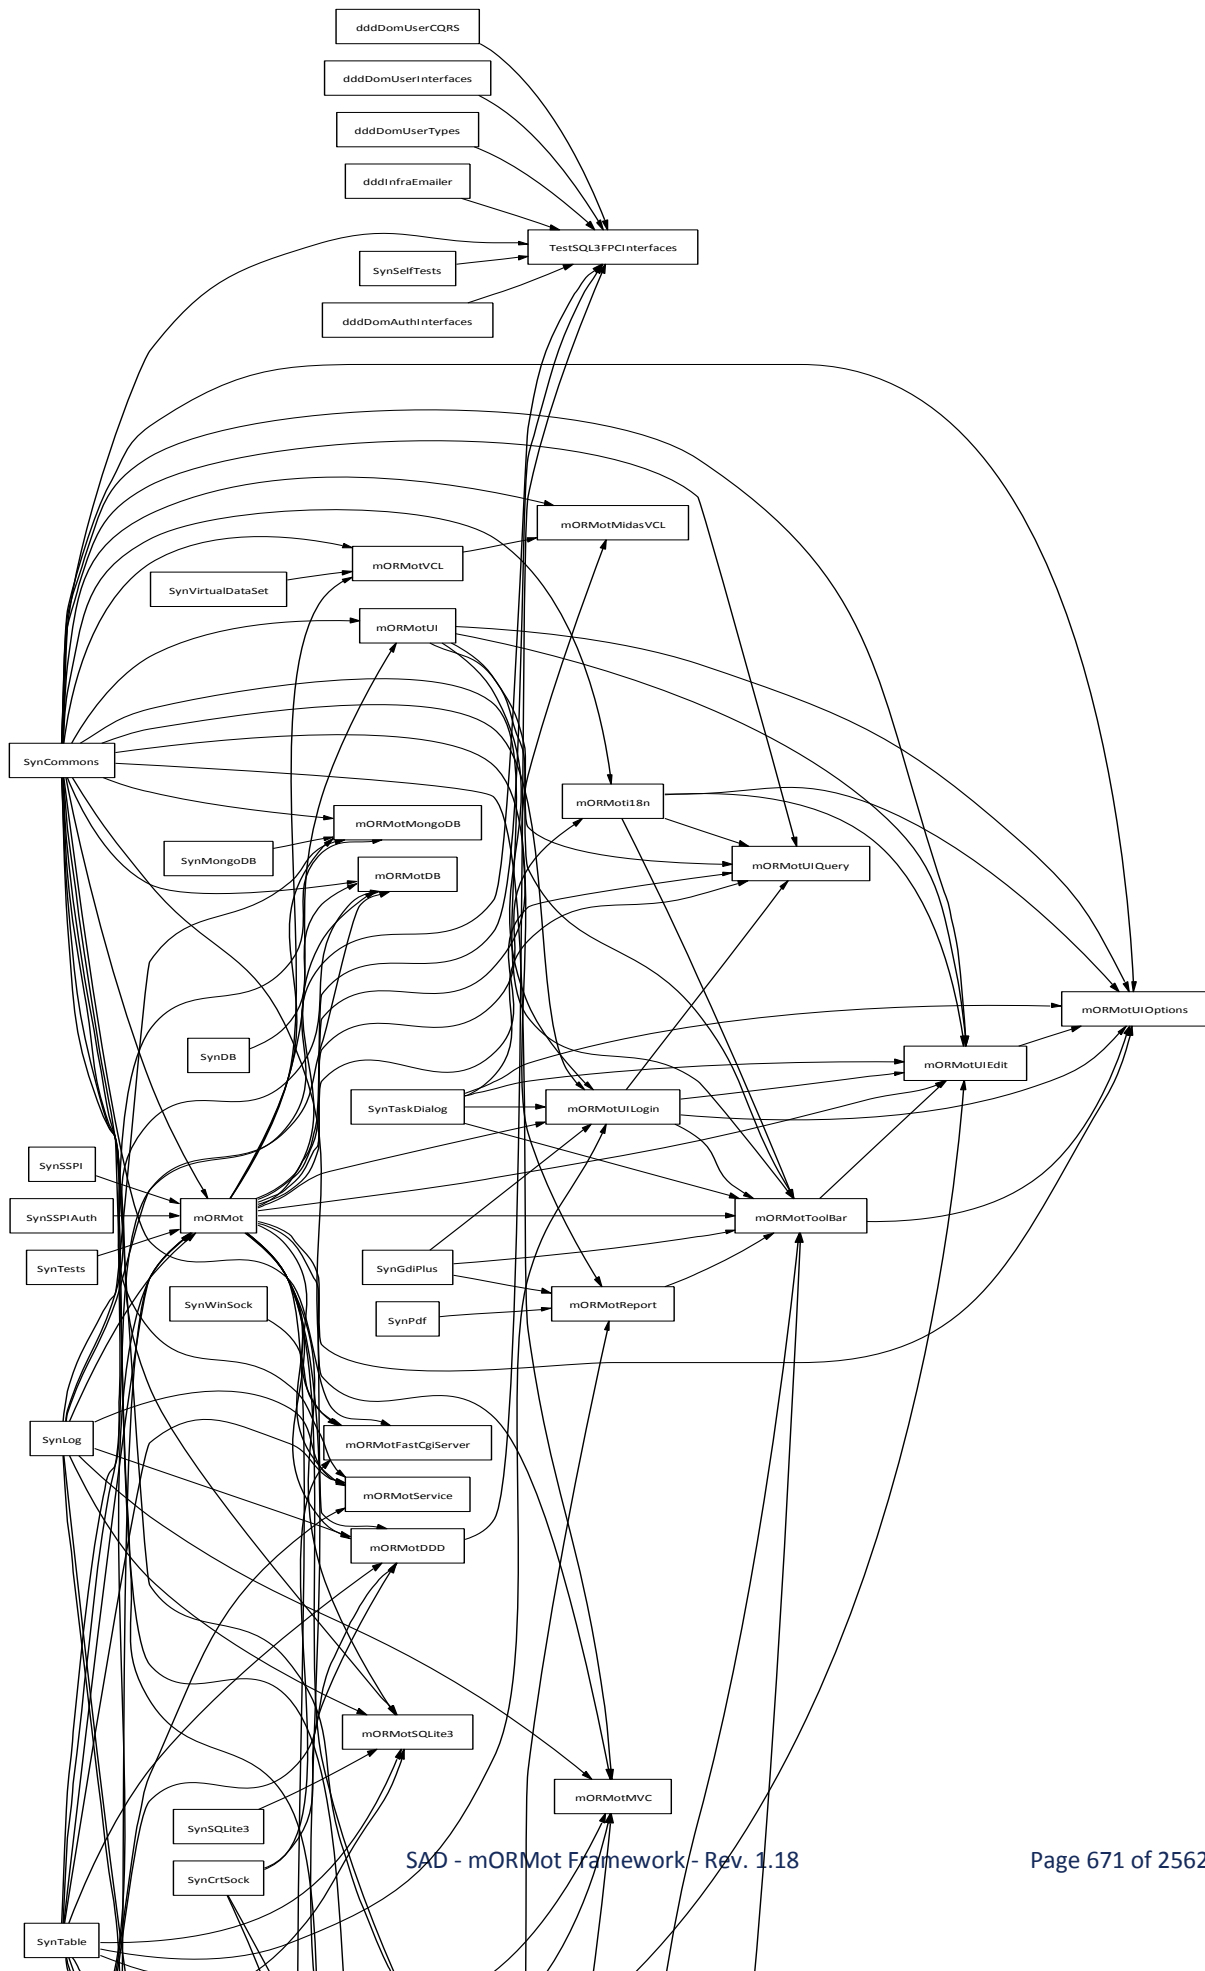 dddDomUserCQRS
dddDomUserInterfaces
dddDomUserTypes
dddInfraEmailer
TestSQL3FPCInterfaces
SynSelfTests
dddDomAuthInterfaces
mORMotMidasVCL
mORMotVCL
SynVirtualDataSet
mORMotUI
SynCommons
mORMoti18n
mORMotMongoDB
SynMongoDB
mORMotUIQuery
mORMotDB
mORMotUIOptions
SynDB
mORMotUIEdit
SynTaskDialog
mORMotUILogin
SynSSPI
SynSSPIAuth
mORMot
mORMotToolBar
SynTests
SynGdiPlus
SynWinSock
mORMotReport
SynPdf
SynLog
mORMotFastCgiServer
mORMotService
mORMotDDD
mORMotSQLite3
mORMotMVC
SynSQLite3
SAD - mORMot Framework - Rev. 1.18
Page 671 of 2562
SynCrtSock
SynTable